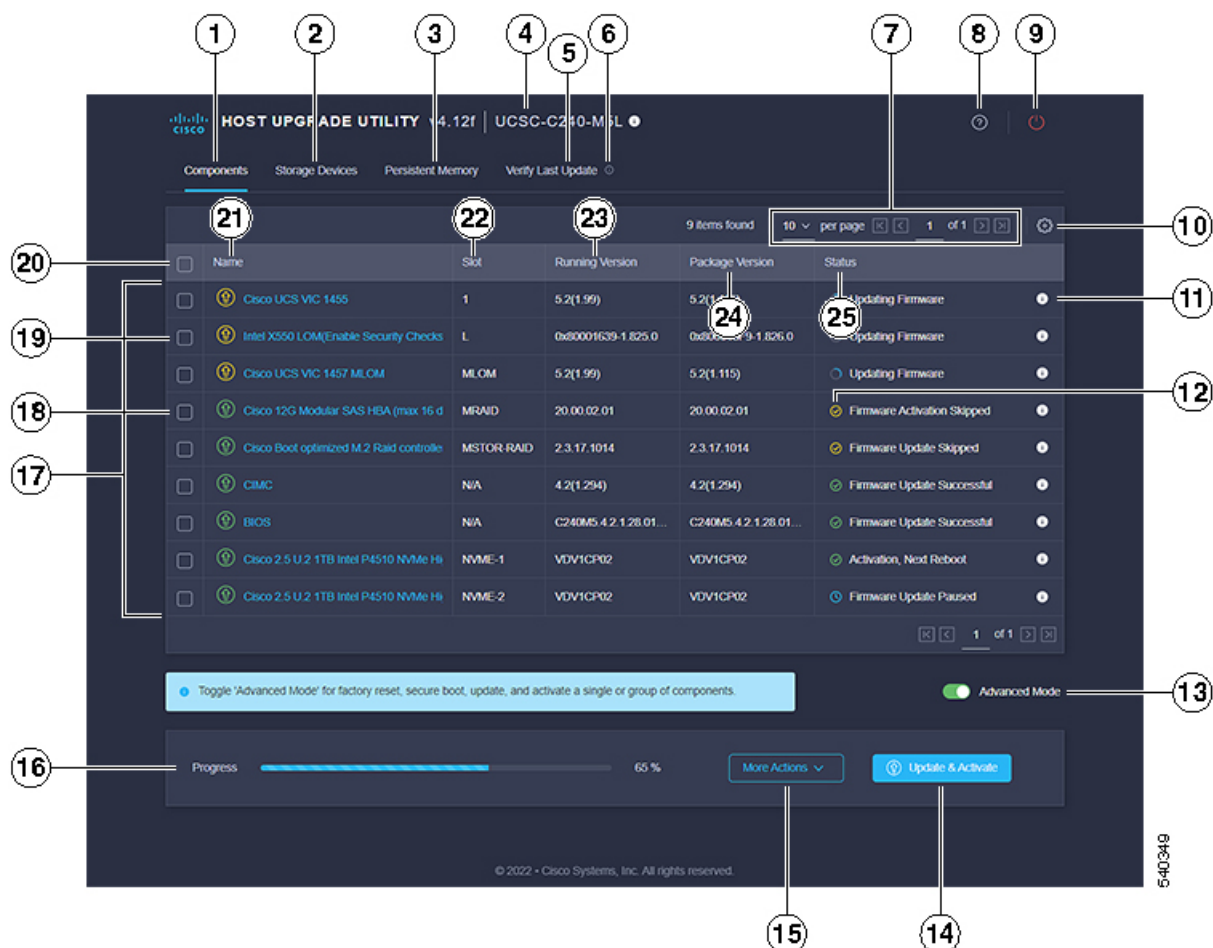 1 2 3 4 5 6 7 8 9
CISCO HOST UPGRADE UTILITY v4.12f | UCSC-C240-M5L
Components Storage Devices Persistent Memory Verify Last Update
21 22 23 9 items found 10 per page 1 of 1 10
20 Name Slot Running Version Package Version Status
Cisco UCS VIC 1455 1 5.2(1.99) Updating Firmware 11
24 25
19 Intel X550 LOM(Enable Security Checks L 0x80001639-1.825.0 Updating Firmware
Cisco UCS VIC 1457 MLOM MLOM 5.2(1.99) 5.2(1.115) Updating Firmware
12
18 Cisco 12G Modular SAS HBA (max 16 d MRAID 20.00.02.01 20.00.02.01 Firmware Activation Skipped
Cisco Boot optimized M.2 Raid controlle MSTOR-RAID 2.3.17.1014 2.3.17.1014 Firmware Update Skipped
17 CIMC N/A 4.2(1.294) 4.2(1.294) Firmware Update Successful
BIOS N/A C240M5.4.2.1.28.01... C240M5.4.2.1.28.01... Firmware Update Successful
Cisco 2.5 U.2 1TB Intel P4510 NVMe Hi NVME-1 VDV1CP02 VDV1CP02 Activation, Next Reboot
Cisco 2.5 U.2 1TB Intel P4510 NVMe Hi NVME-2 VDV1CP02 VDV1CP02 Firmware Update Paused
1 of 1
Toggle 'Advanced Mode' for factory reset, secure boot, update, and activate a single or group of components. Advanced Mode 13
16 Progress 65 % More Actions Update & Activate
© 2022 • Cisco Systems, Inc. All rights reserved.
15 14
540349